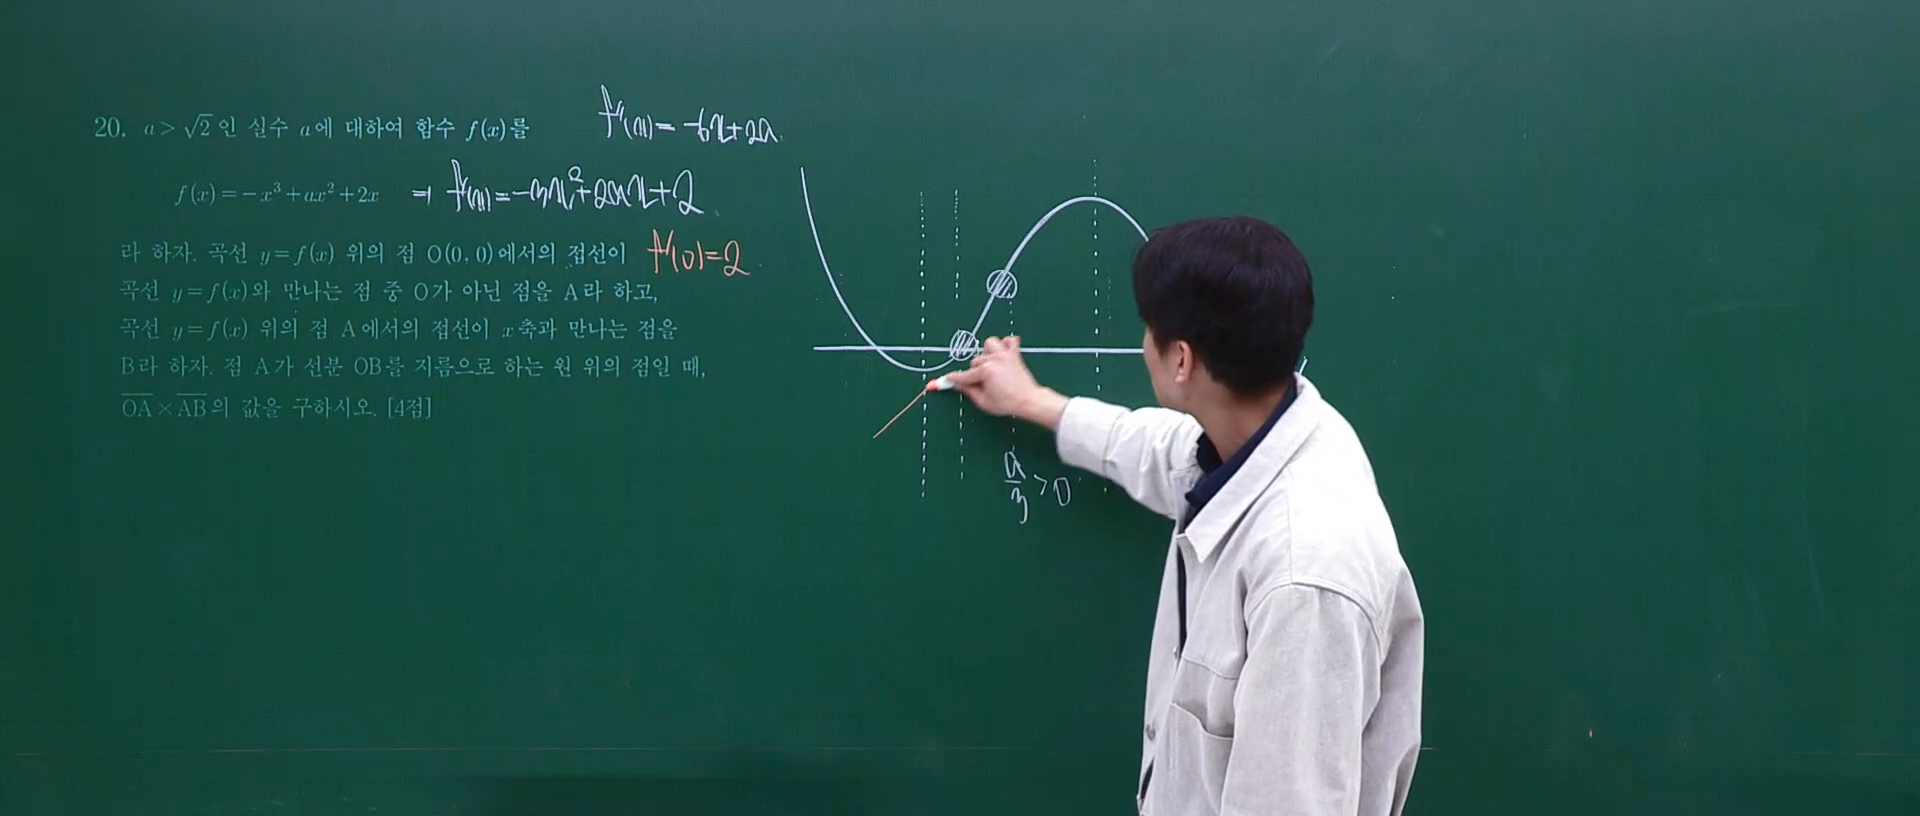 20. a > √2 인 실수 a에 대하여 함수 f(x)를
f''(x) = -6x + 2a
f(x) = -x³ + ax² + 2x
⇒ f'(x) = -3x² + 2ax + 2
라 하자. 곡선 y = f(x) 위의 점 O(0, 0)에서의 접선이
f'(0) = 2
곡선 y = f(x)와 만나는 점 중 O가 아닌 점을 A라 하고,
곡선 y = f(x) 위의 점 A에서의 접선이 x축과 만나는 점을
B라 하자. 점 A가 선분 OB를 지름으로 하는 원 위의 점일 때,
O̅A̅ × A̅B̅의 값을 구하시오. [4점]
a/3 > 0